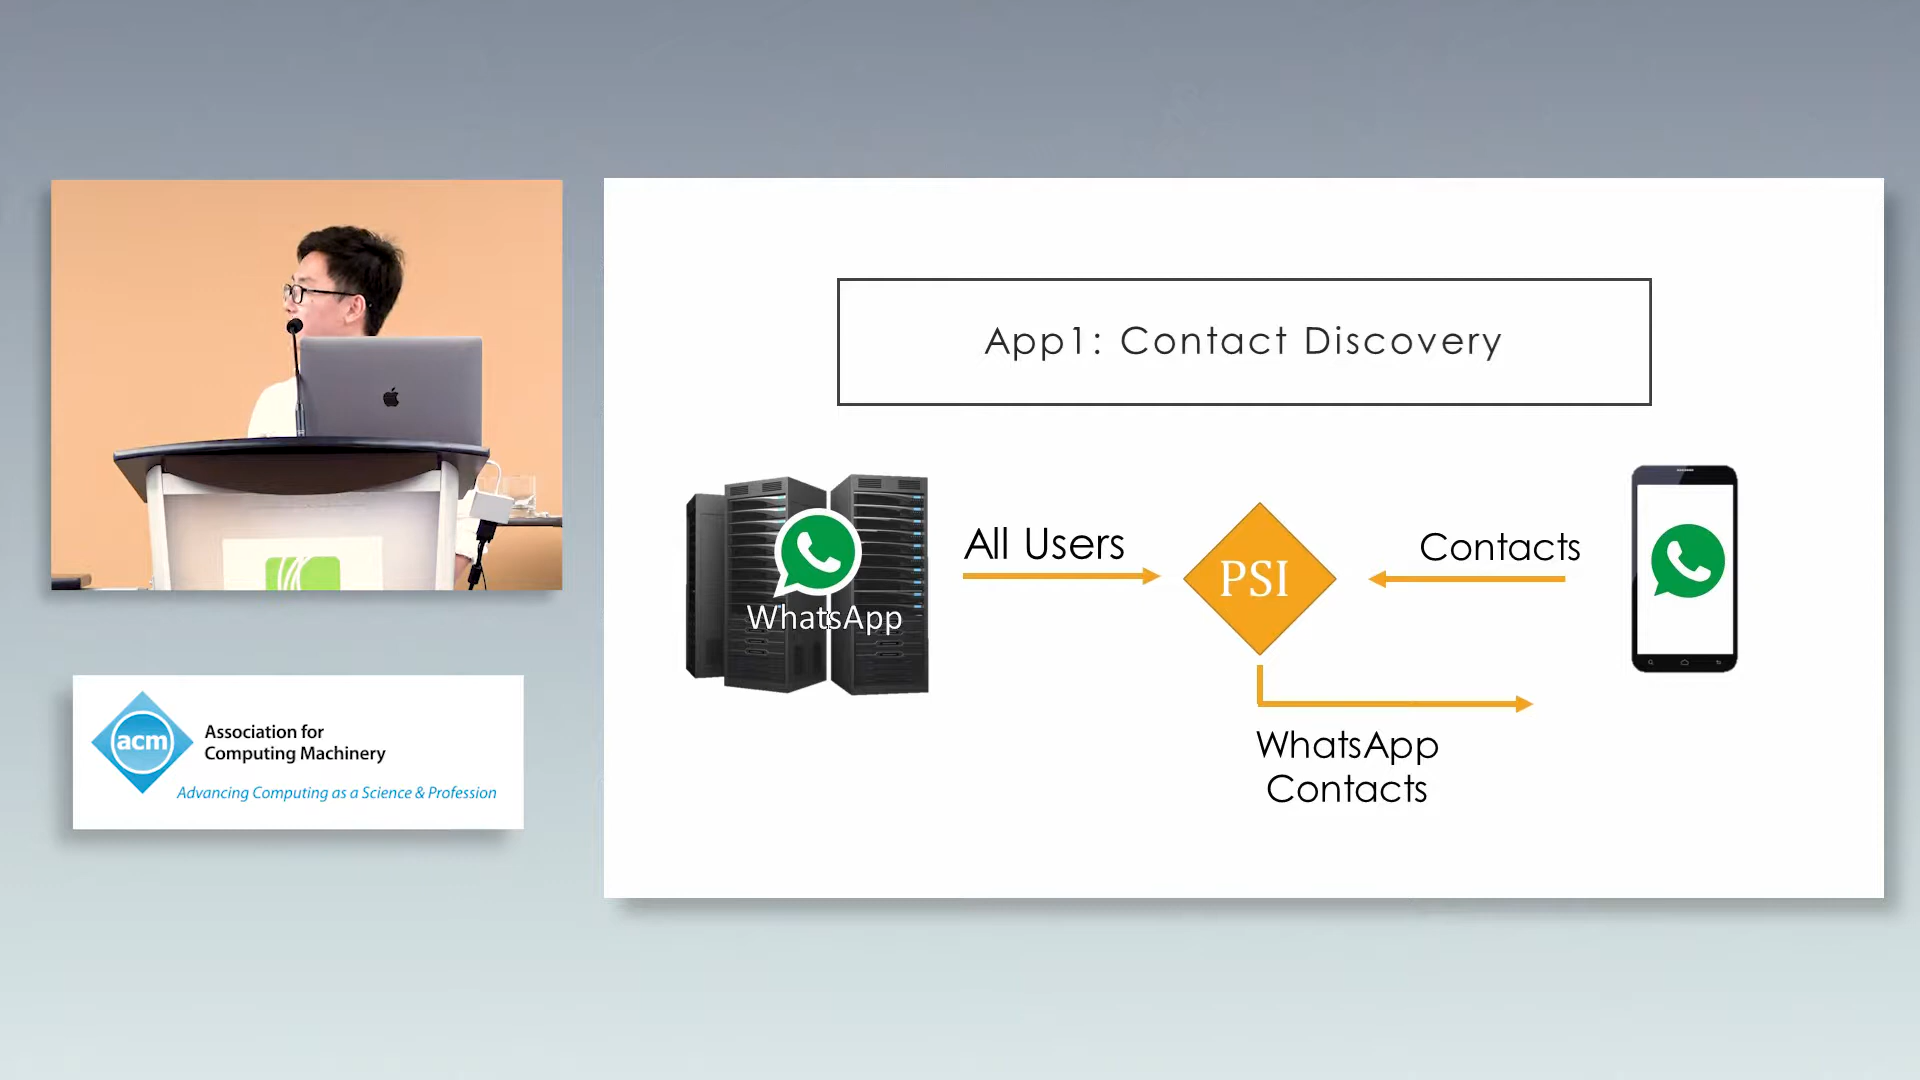 App1: Contact Discovery
All Users
Contacts
PSI
WhatsApp
WhatsApp
Contacts
acm
Association for
Computing Machinery
Advancing Computing as a Science & Profession